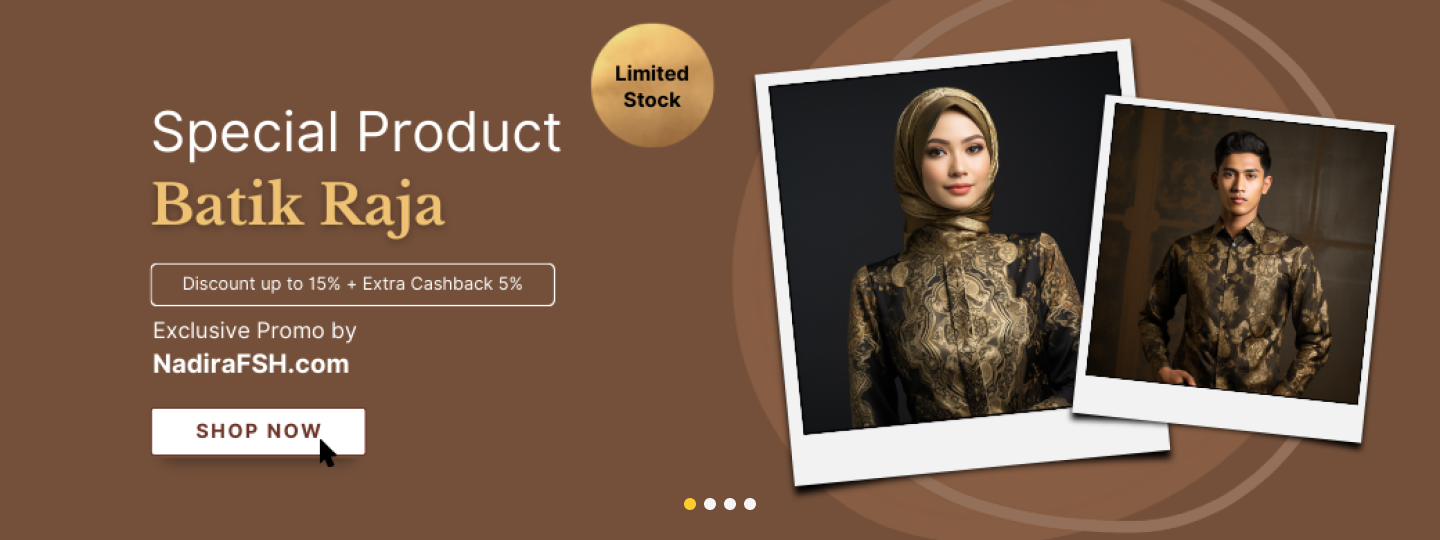 Limited
Stock
Special Product
Batik Raja
Discount up to 15% + Extra Cashback 5%
Exclusive Promo by
NadiraFSH.com
SHOP NOW